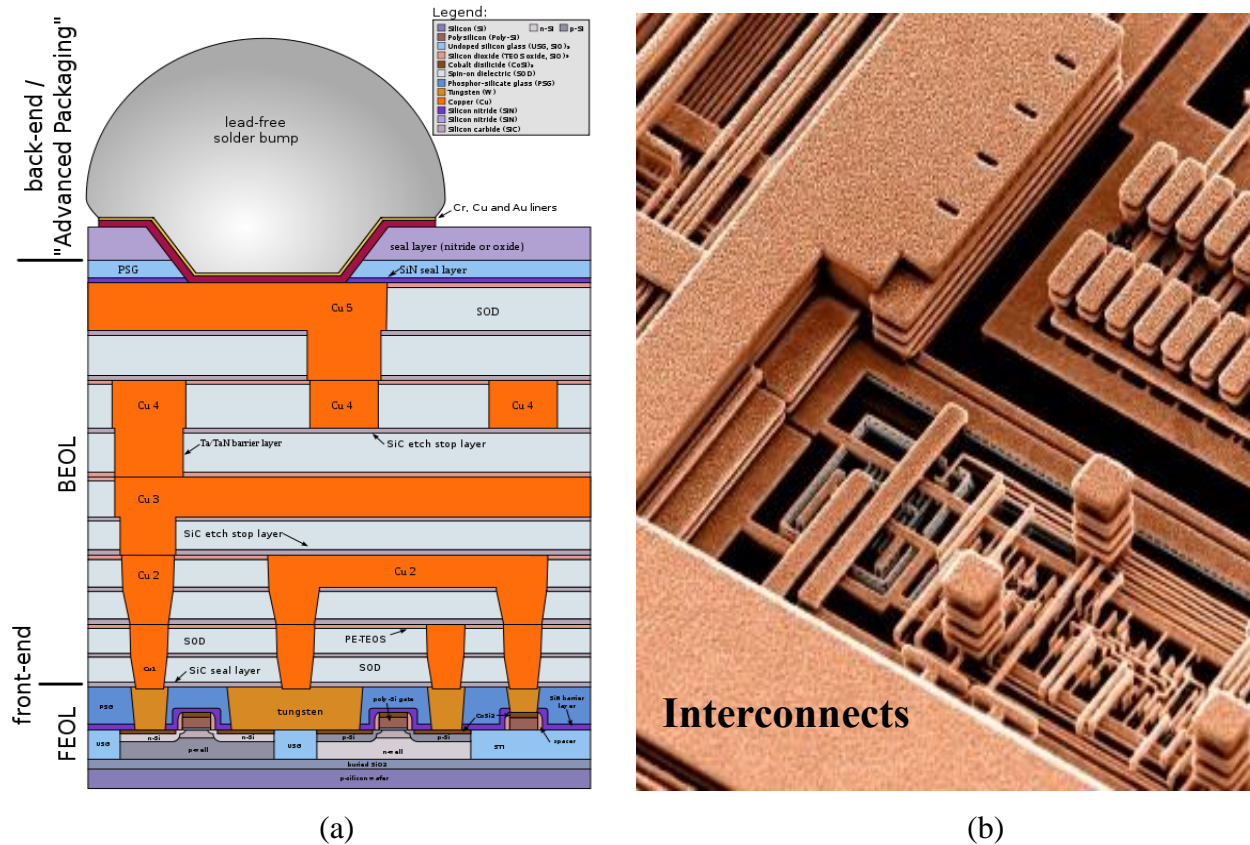 Legend:
Silicon (Si)
n-Si
p-Si
Polysilicon (Poly-Si)
Undoped silicon glass (USG, SiO)₂
Silicon dioxide (TEOS oxide, SiO)₂
Cobalt disilicide (CoSi)₂
Spin-on dielectric (SOD)
Phosphor-silicate glass (PSG)
Tungsten (W)
Copper (Cu)
Silicon nitride (SiN)
Silicon nitride (SiN)
Silicon carbide (SiC)
back-end /
"Advanced Packaging"
lead-free
solder bump
Cr, Cu and Au liners
seal layer (nitride or oxide)
PSG
SiN seal layer
BEOL
Cu 5
SOD
Cu 4
Cu 4
Cu 4
Ta/TaN barrier layer
SiC etch stop layer
Cu 3
SiC etch stop layer
Cu 2
Cu 2
SOD
PE-TEOS
Cu1
SiC seal layer
SOD
front-end
FEOL
PSG
tungsten
poly-Si gate
SiN barrier
layer
CoSi2
spacer
USG
n-Si
n-Si
p-well
USG
p-Si
p-Si
n-well
STI
buried SiO2
p-silicon wafer
Interconnects
(a)
(b)